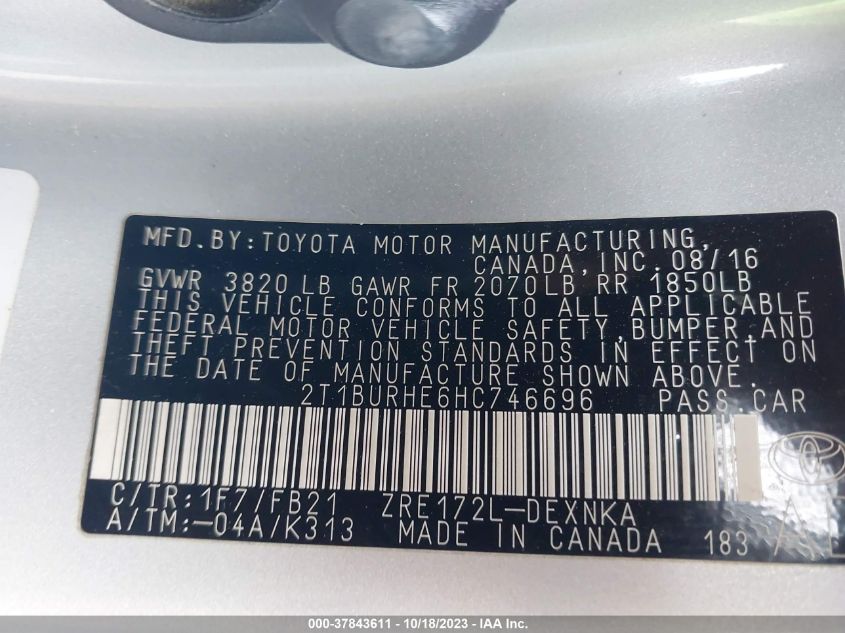 MFD.BY:TOYOTA MOTOR MANUFACTURING,
CANADA,INC. 08/16
GVWR 3820 LB GAWR FR 2070LB RR 1850LB
THIS VEHICLE CONFORMS TO ALL APPLICABLE
FEDERAL MOTOR VEHICLE SAFETY,BUMPER,AND
THEFT PREVENTION STANDARDS IN EFFECT ON
THE DATE OF MANUFACTURE SHOWN ABOVE.
2T1BURHE6HC746696 PASS.CAR
C/TR:1F7/FB21 ZRE172L-DEXNKA
A/TM:-04A/K313 MADE IN CANADA 183
000-37843611 - 10/18/2023 - IAA Inc.